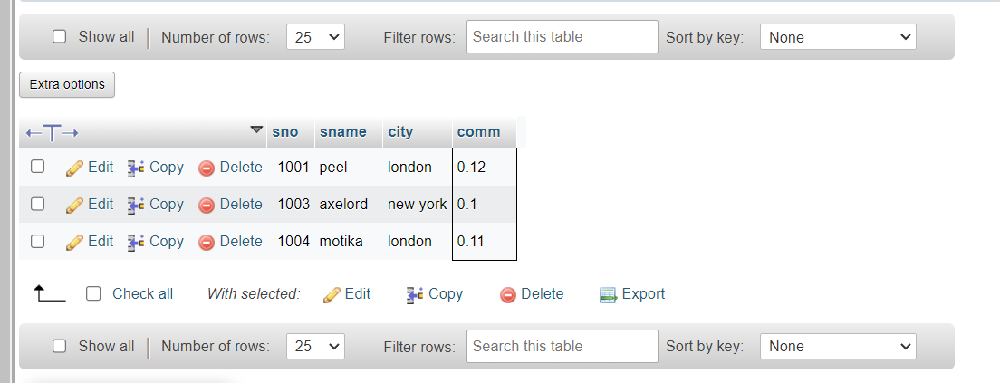 Show all Number of rows: 25 Filter rows: Search this table Sort by key: None
Extra options
sno sname city comm
Edit Copy Delete 1001 peel london 0.12
Edit Copy Delete 1003 axelord new york 0.1
Edit Copy Delete 1004 motika london 0.11
Check all With selected: Edit Copy Delete Export
Show all Number of rows: 25 Filter rows: Search this table Sort by key: None